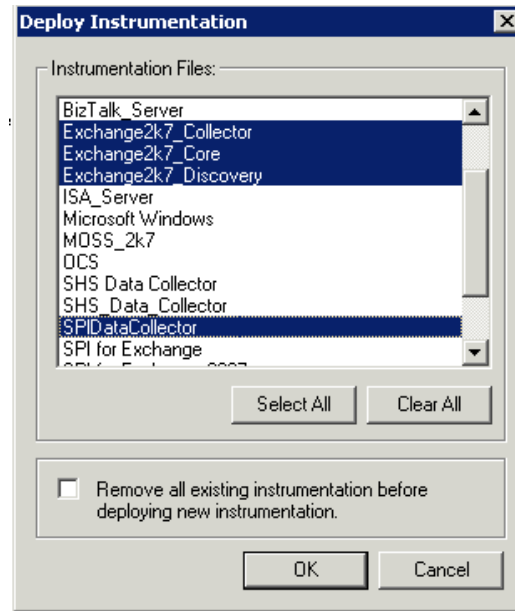 Deploy Instrumentation
Instrumentation Files:
BizTalk_Server
Exchange2k7_Collector
Exchange2k7_Core
Exchange2k7_Discovery
ISA_Server
Microsoft Windows
MOSS_2k7
OCS
SHS Data Collector
SHS_Data_Collector
SPIDataCollector
SPI for Exchange
Select All Clear All
Remove all existing instrumentation before
deploying new instrumentation.
OK Cancel